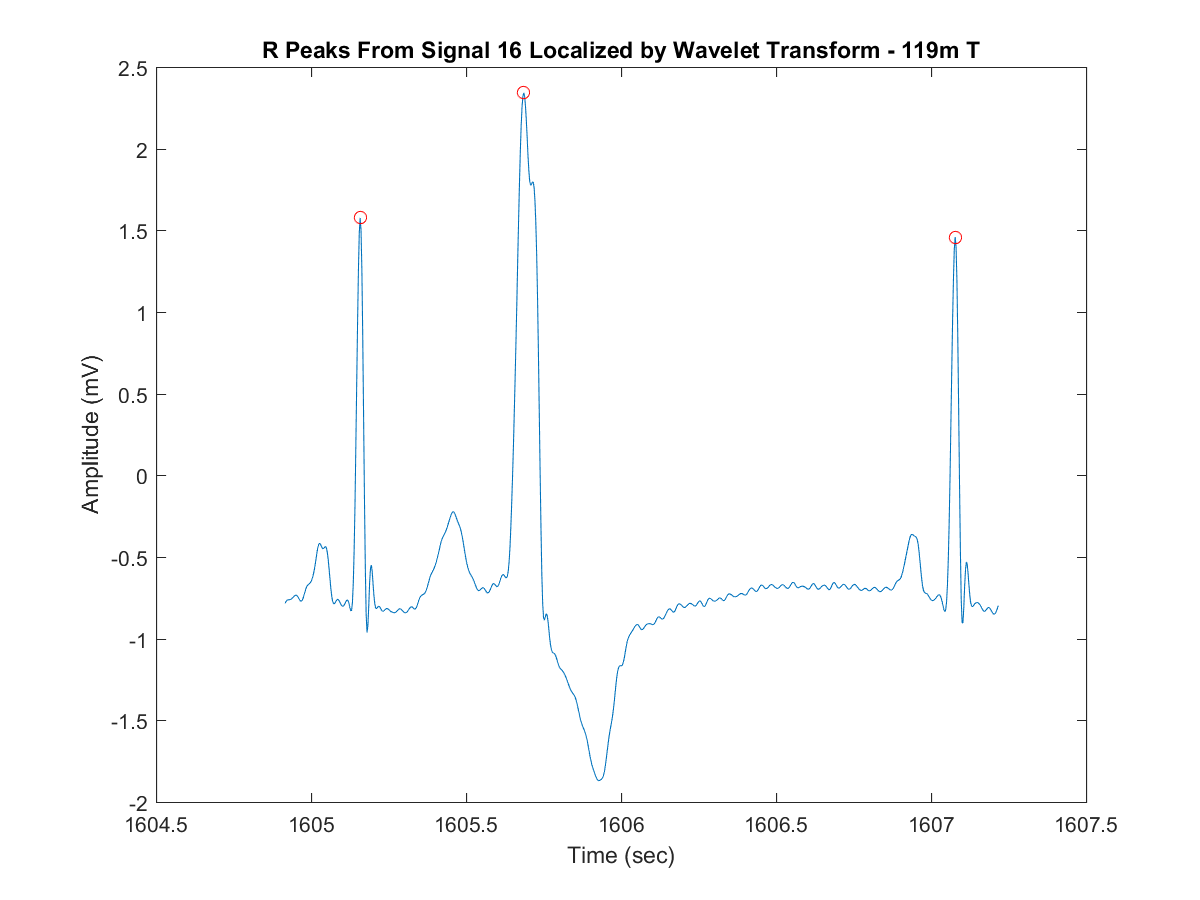 R Peaks From Signal 16 Localized by Wavelet Transform - 119m T
2.5
2
1.5
1
0.5
0
-0.5
-1
-1.5
-2
Amplitude (mV)
1604.5 1605 1605.5 1606 1606.5 1607 1607.5
Time (sec)